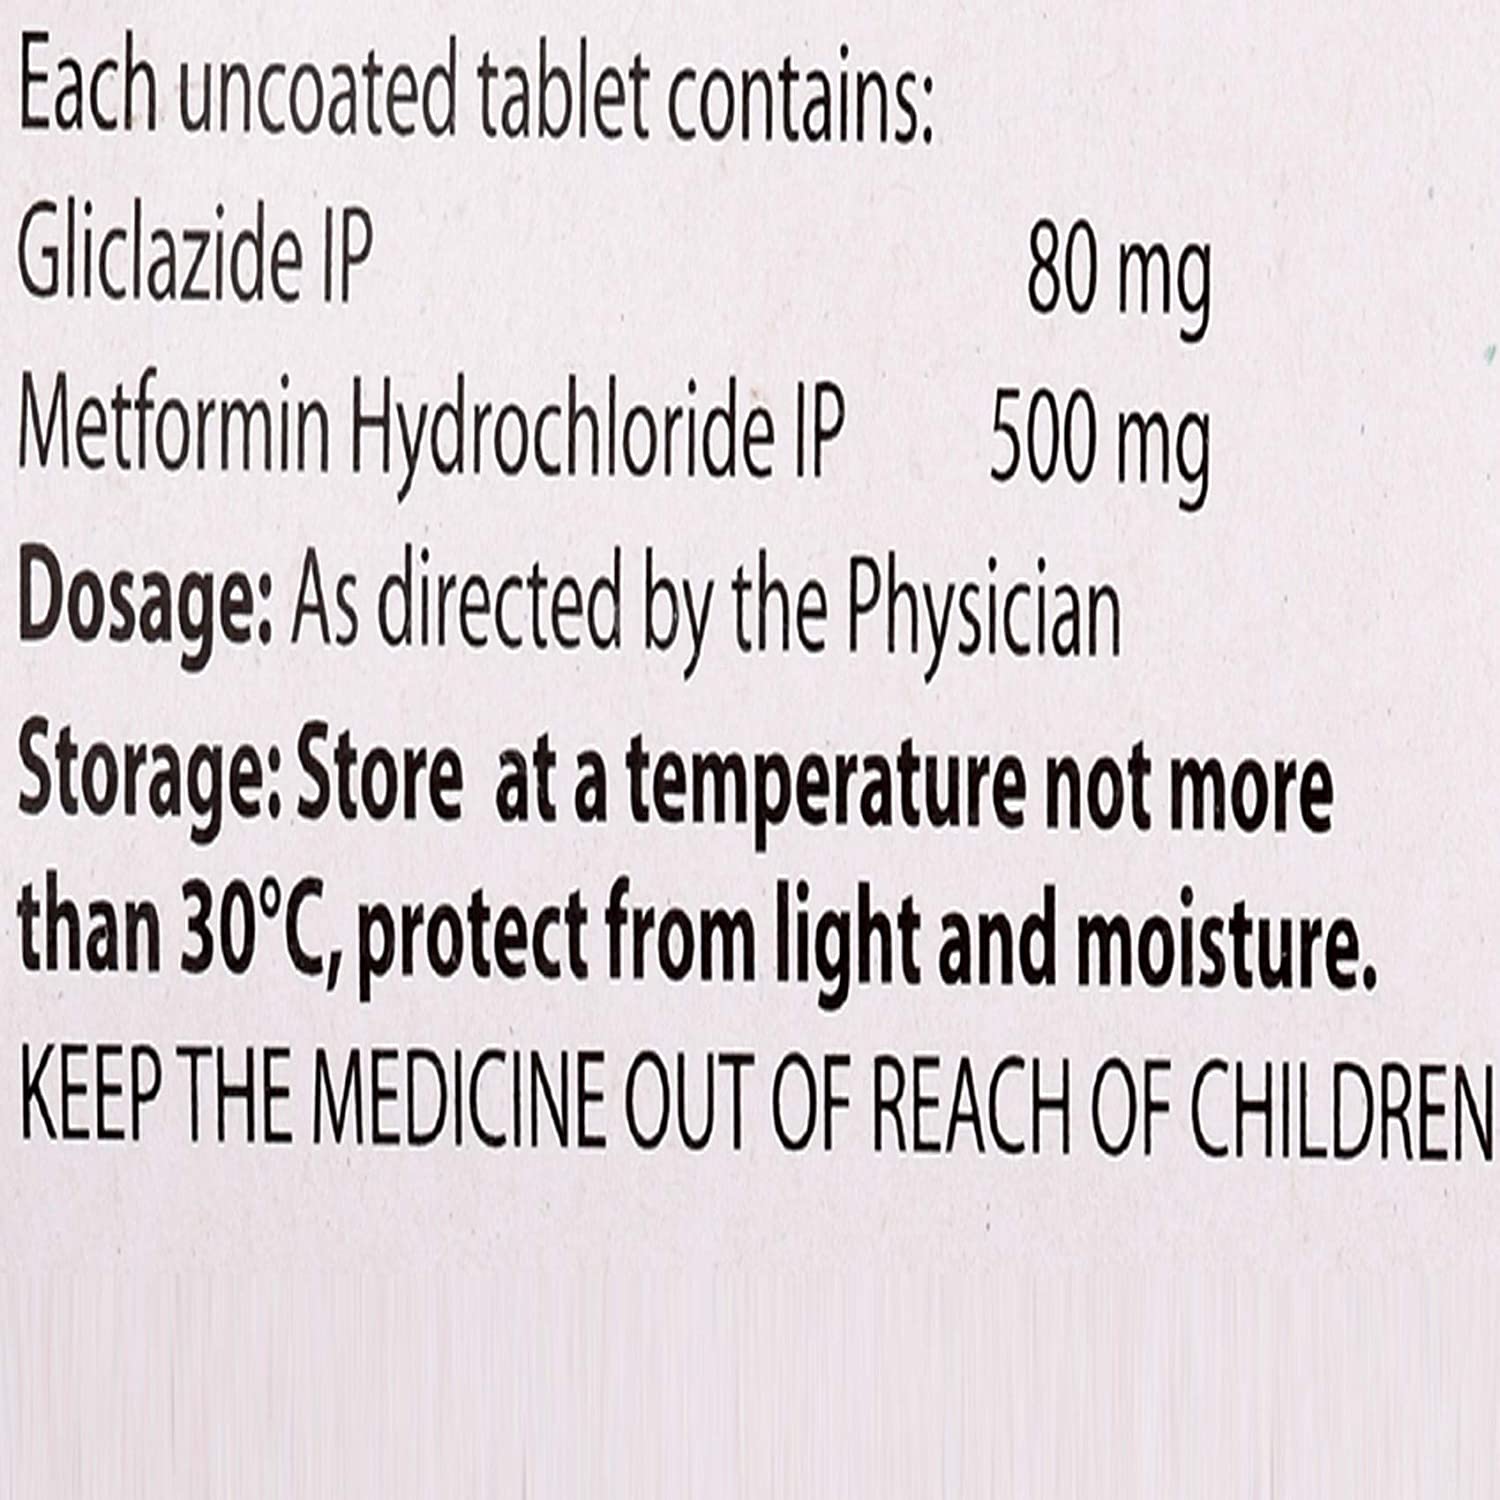 Each uncoated tablet contains:
Gliclazide IP 80 mg
Metformin Hydrochloride IP 500 mg
Dosage: As directed by the Physician
Storage: Store at a temperature not more
than 30°C, protect from light and moisture.
KEEP THE MEDICINE OUT OF REACH OF CHILDREN